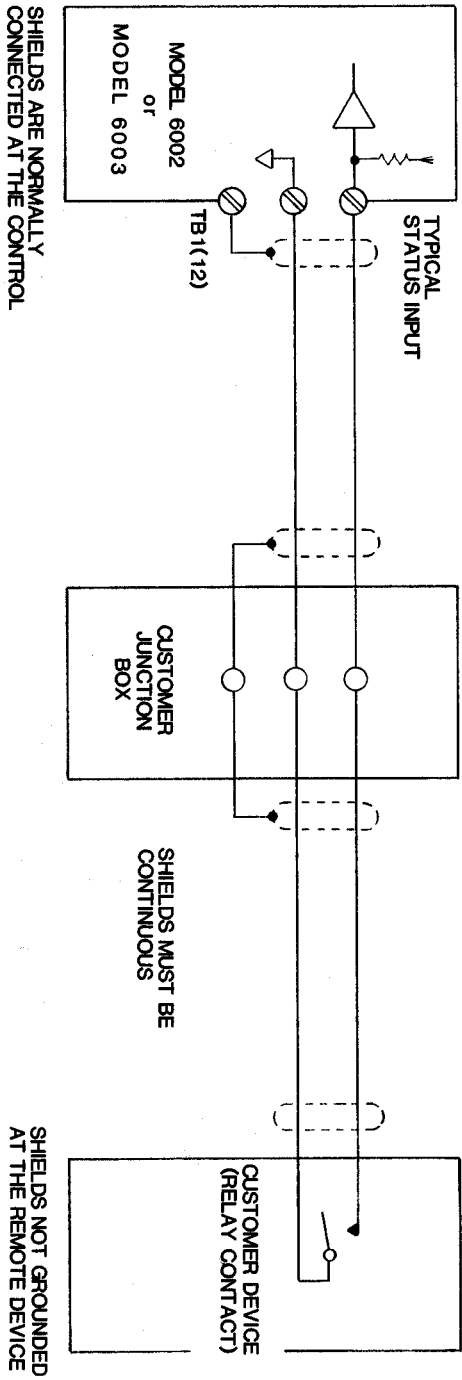 TYPICAL
STATUS INPUT
MODEL 6002
or
MODEL 6003
TB1(12)
SHIELDS ARE NORMALLY
CONNECTED AT THE CONTROL
CUSTOMER
JUNCTION
BOX
SHIELDS MUST BE
CONTINUOUS
CUSTOMER DEVICE
(RELAY CONTACT)
SHIELDS NOT GROUNDED
AT THE REMOTE DEVICE